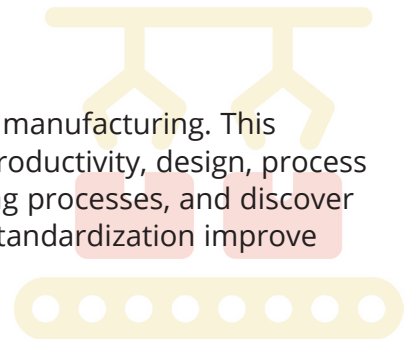 manufacturing. This
roductivity, design, process
g processes, and discover
tandardization improve